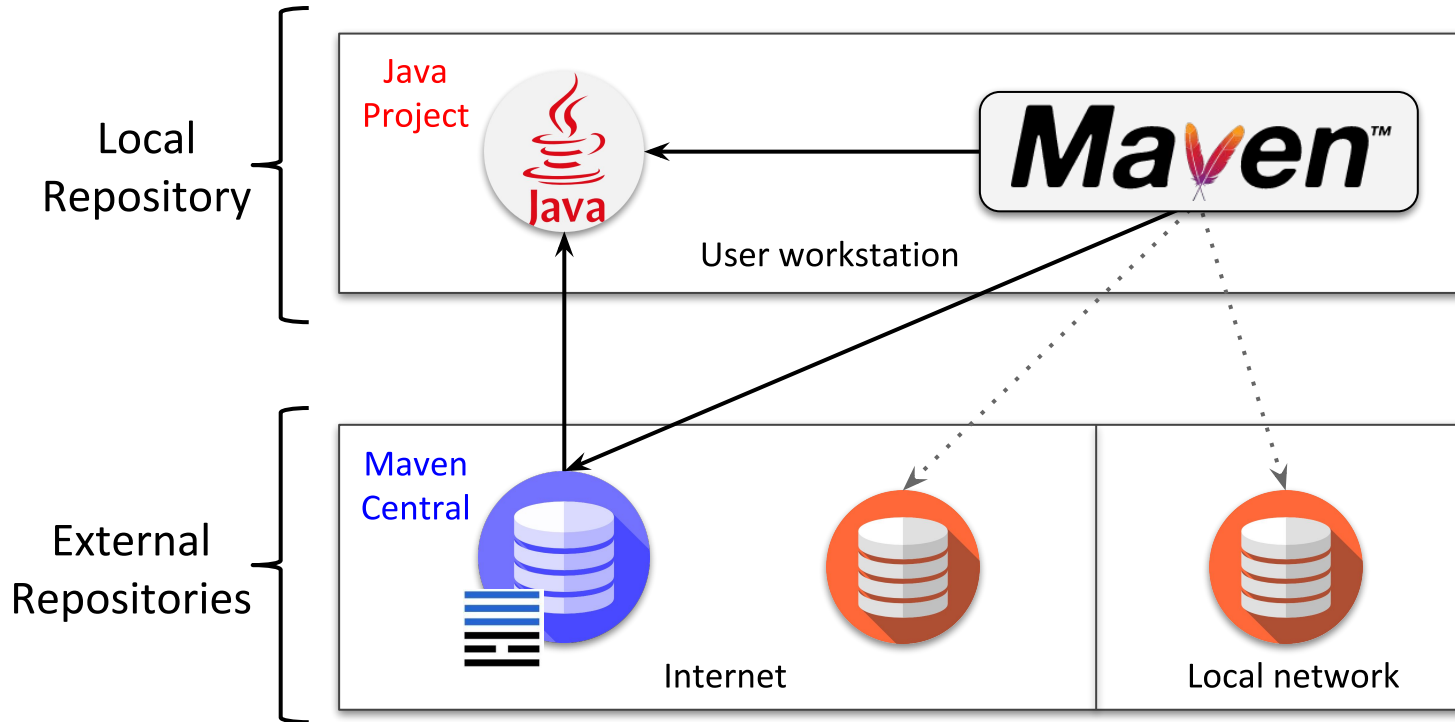 Local
Repository
Java
Project
Java
Maven™
User workstation
External
Repositories
Maven
Central
Internet
Local network